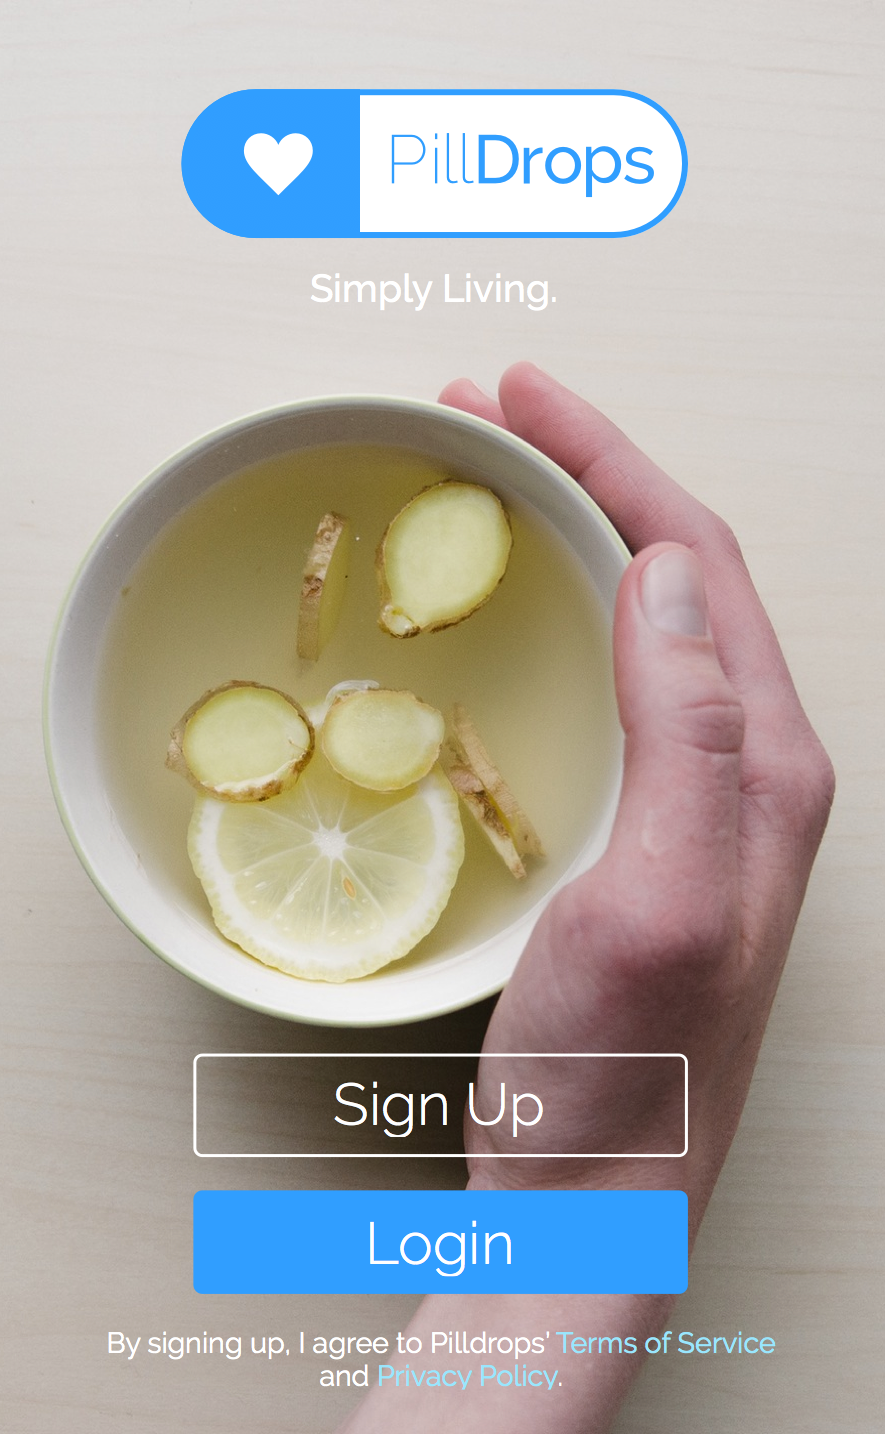 PillDrops
Simply Living.
Sign Up
Login
By signing up, I agree to Pilldrops’ Terms of Service
and Privacy Policy.